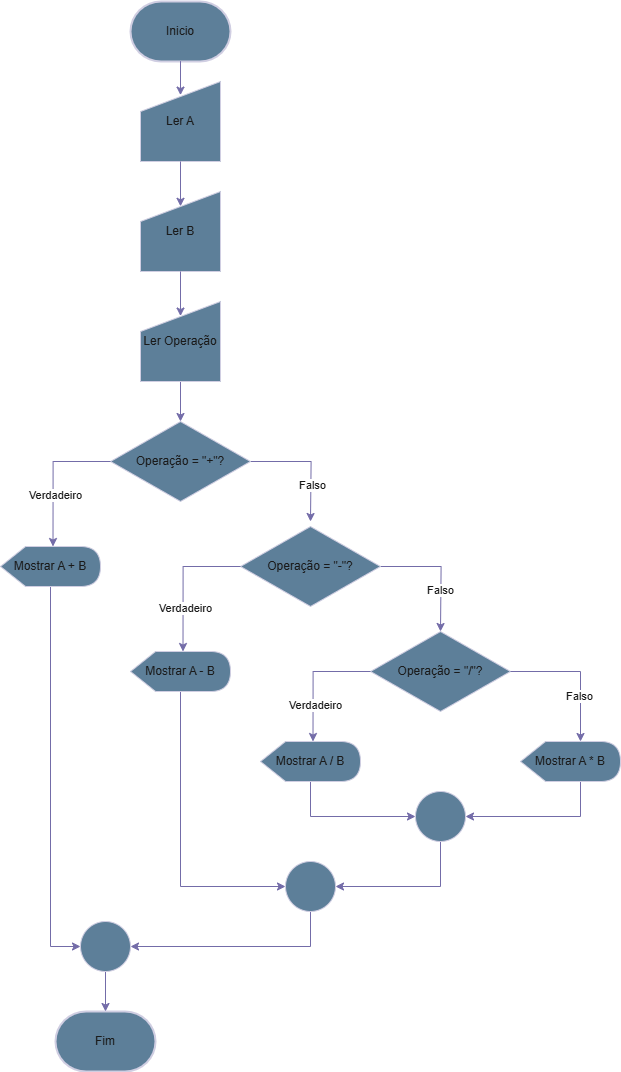 Inicio
Ler A
Ler B
Ler Operação
Operação = "+"?
Verdadeiro
Falso
Mostrar A + B
Operação = "-"?
Verdadeiro
Falso
Mostrar A - B
Operação = "/"?
Verdadeiro
Falso
Mostrar A / B
Mostrar A * B
Fim